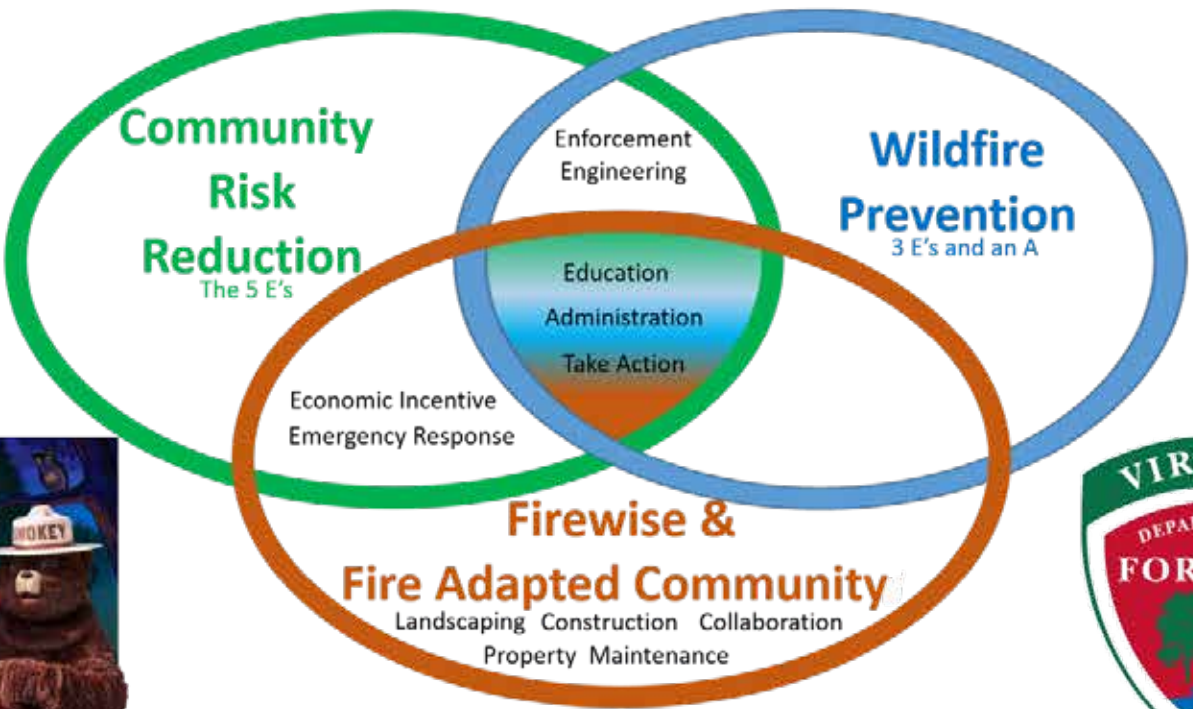 Community
Risk
Reduction
The 5 E's
Enforcement
Engineering
Wildfire
Prevention
3 E's and an A
Education
Administration
Take Action
Economic Incentive
Emergency Response
Firewise &
Fire Adapted Community
Landscaping Construction Collaboration
Property Maintenance